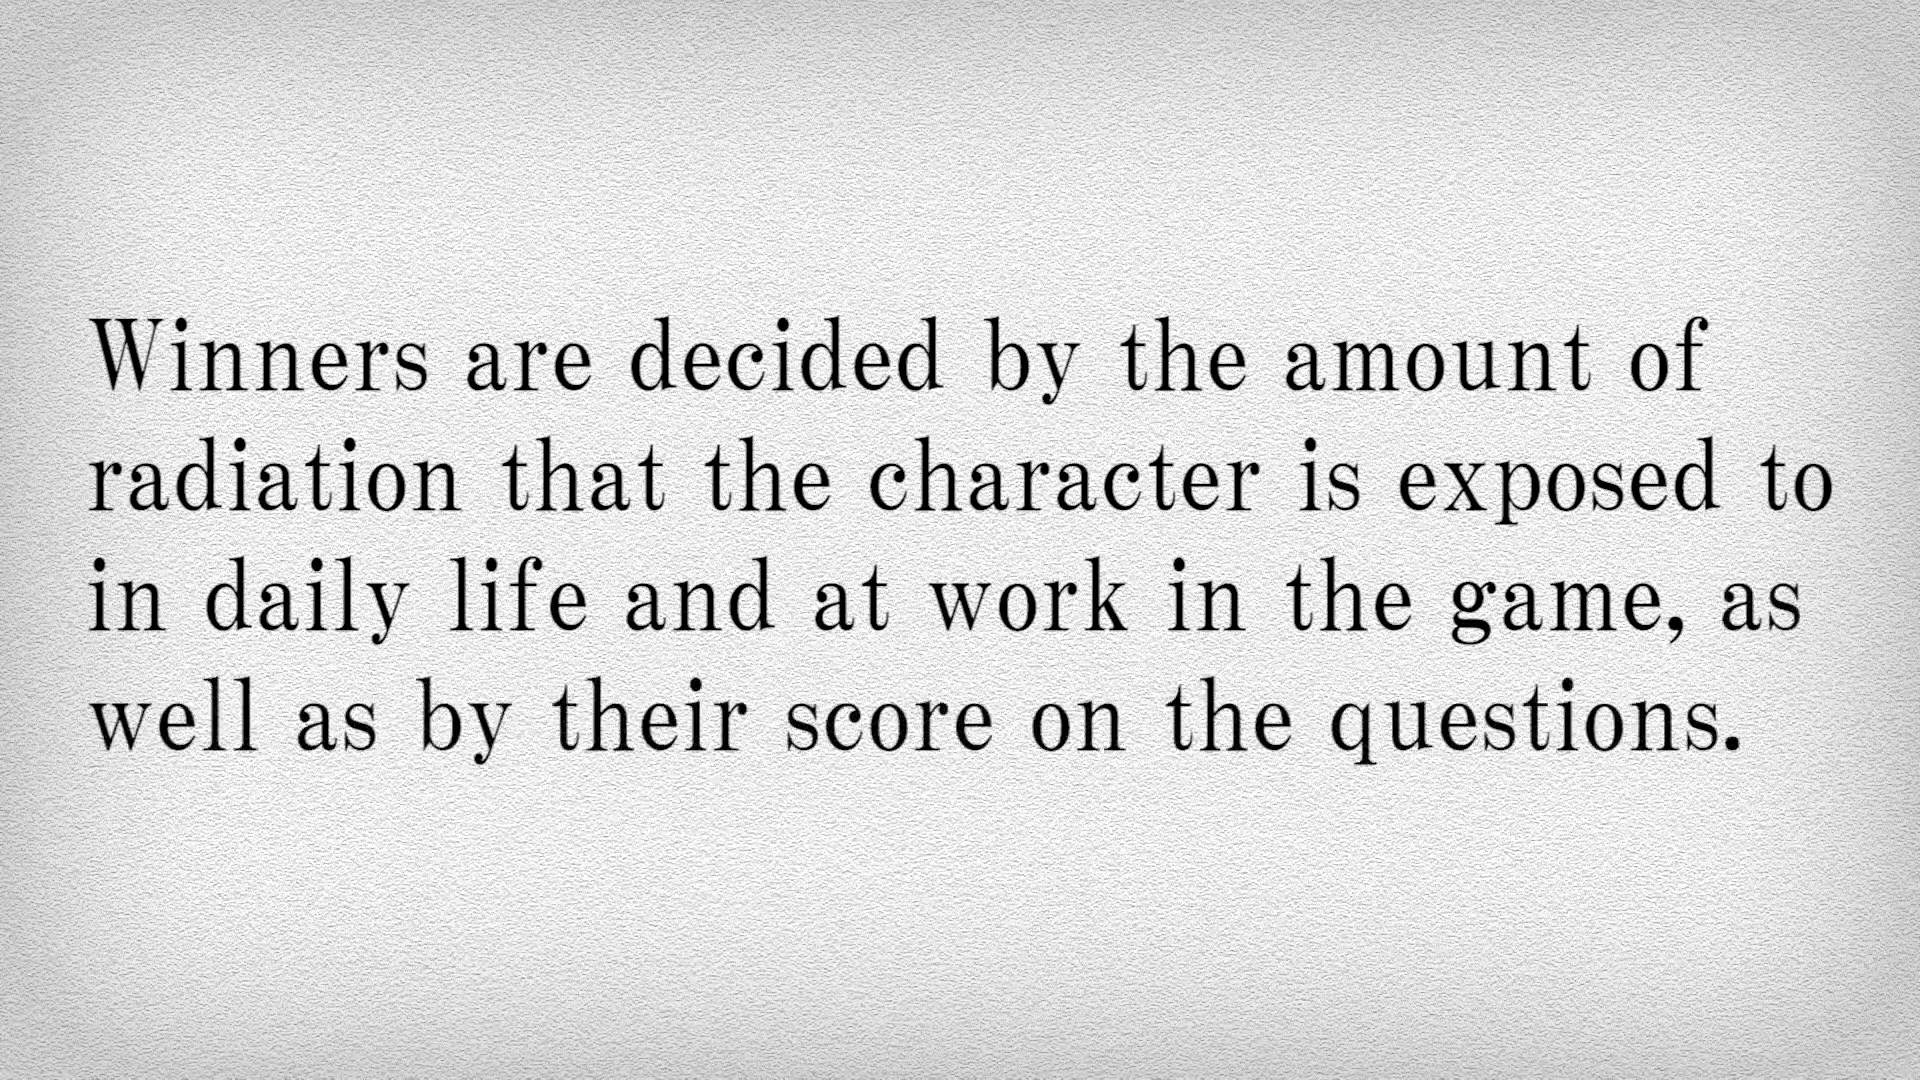 Winners are decided by the amount of
radiation that the character is exposed to
in daily life and at work in the game, as
well as by their score on the questions.